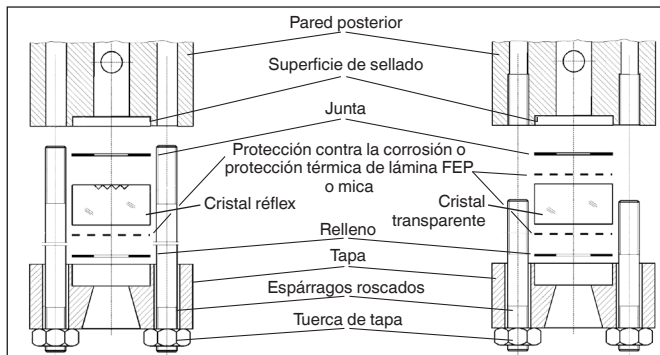 Pared posterior
Superficie de sellado
Junta
Protección contra la corrosión o
protección térmica de lámina FEP
o mica
Cristal réflex
Cristal
transparente
Relleno
Tapa
Espárragos roscados
Tuerca de tapa